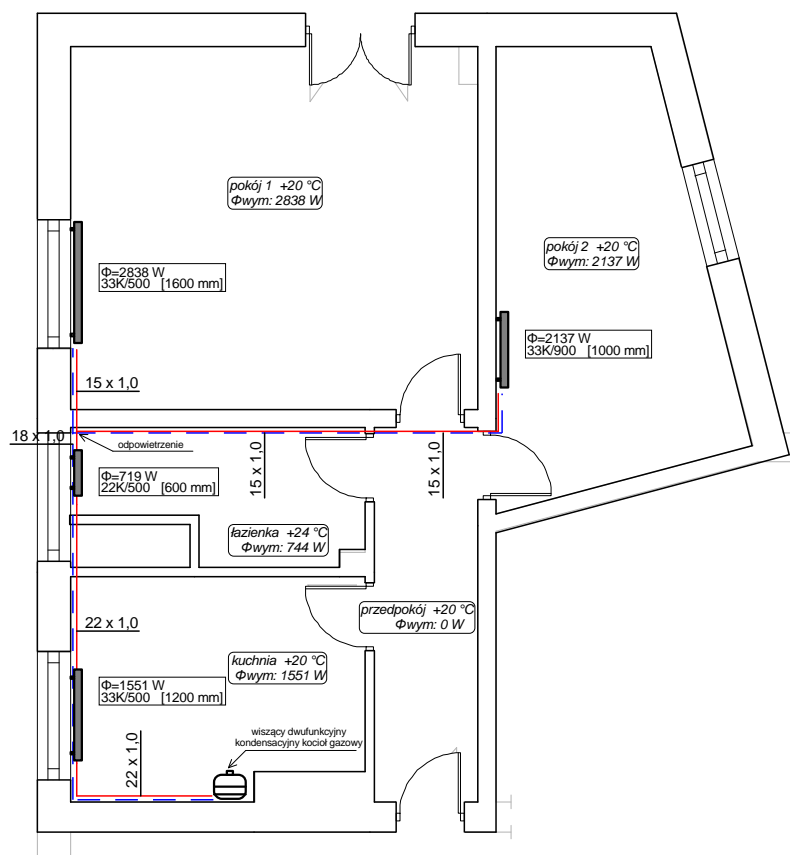 pokój 1 +20 °C
Φwym: 2838 W
pokój 2 +20 °C
Φwym: 2137 W
Φ=2838 W
33K/500 [1600 mm]
Φ=2137 W
33K/900 [1000 mm]
15 x 1,0
18 x 1,0
odpowietrzenie
15 x 1,0
15 x 1,0
Φ=719 W
22K/500 [600 mm]
łazienka +24 °C
Φwym: 744 W
przedpokój +20 °C
Φwym: 0 W
22 x 1,0
kuchnia +20 °C
Φwym: 1551 W
Φ=1551 W
33K/500 [1200 mm]
wiszący dwufunkcyjny
kondensacyjny kocioł gazowy
22 x 1,0